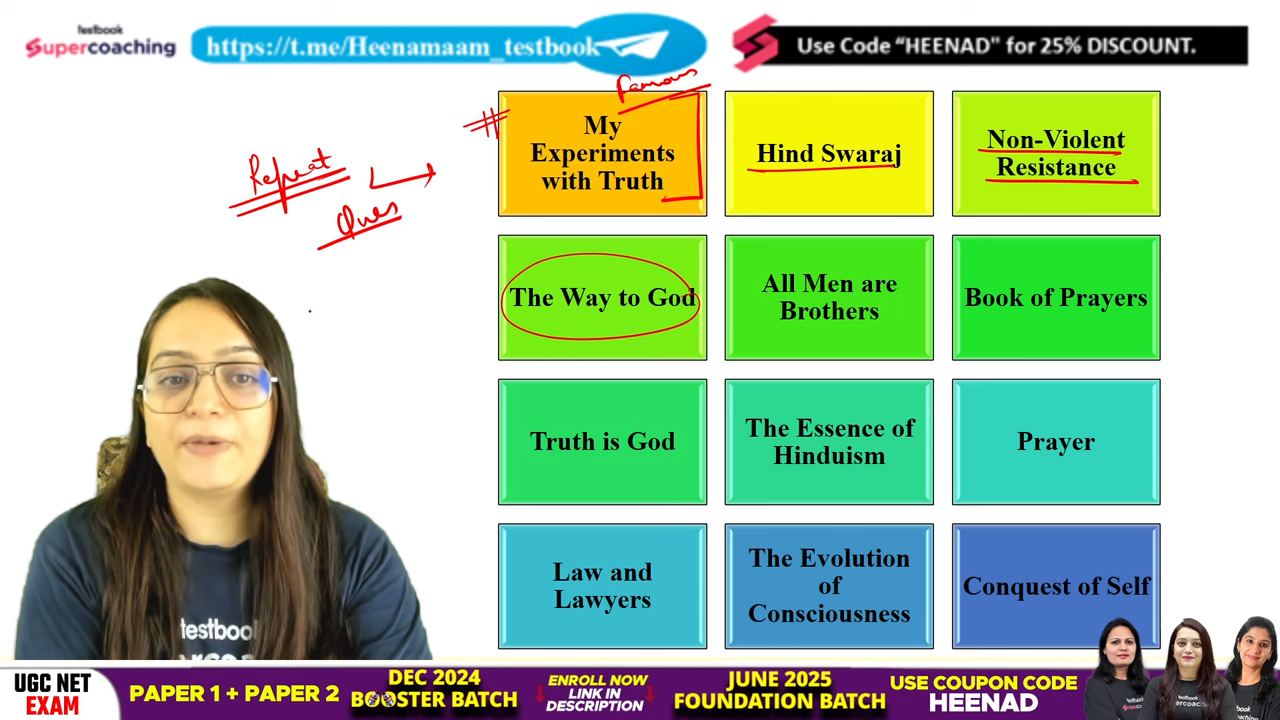 testbook
Supercoaching
https://t.me/Heenamaam_testbook
Use Code “HEENAD" for 25% DISCOUNT.
Famous
Repeat
Ques
My
Experiments
with Truth
Hind Swaraj
Non-Violent
Resistance
The Way to God
All Men are
Brothers
Book of Prayers
Truth is God
The Essence of
Hinduism
Prayer
Law and
Lawyers
The Evolution
of
Consciousness
Conquest of Self
testbook
UGC NET
EXAM
PAPER 1 + PAPER 2
DEC 2024
BOOSTER BATCH
ENROLL NOW
LINK IN
DESCRIPTION
JUNE 2025
FOUNDATION BATCH
USE COUPON CODE
HEENAD